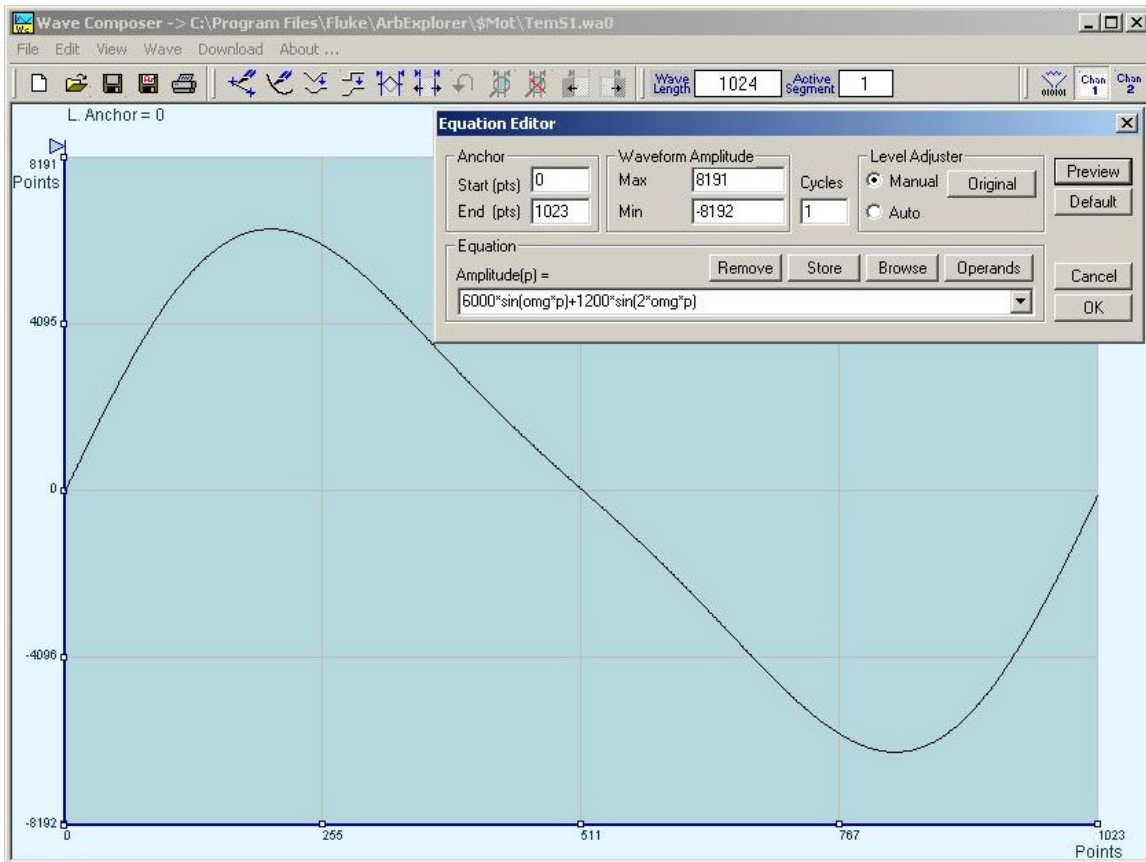 Wave Composer -> C:\Program Files\Fluke\ArbExplorer\$Mot\TemS1.wa0
File Edit View Wave Download About ...
Wave Length 1024 Active Segment 1 Chan 1 Chan 2
L. Anchor = 0
8191
Points
4095
0
-4096
-8192
0 255 511 767 1023
Points
Equation Editor
Anchor
Start (pts) 0
End (pts) 1023
Waveform Amplitude
Max 8191
Min -8192
Cycles
1
Level Adjuster
Manual Original
Auto
Preview
Default
Equation
Remove Store Browse Operands
Amplitude(p) =
6000*sin(omg*p)+1200*sin(2*omg*p)
Cancel
OK